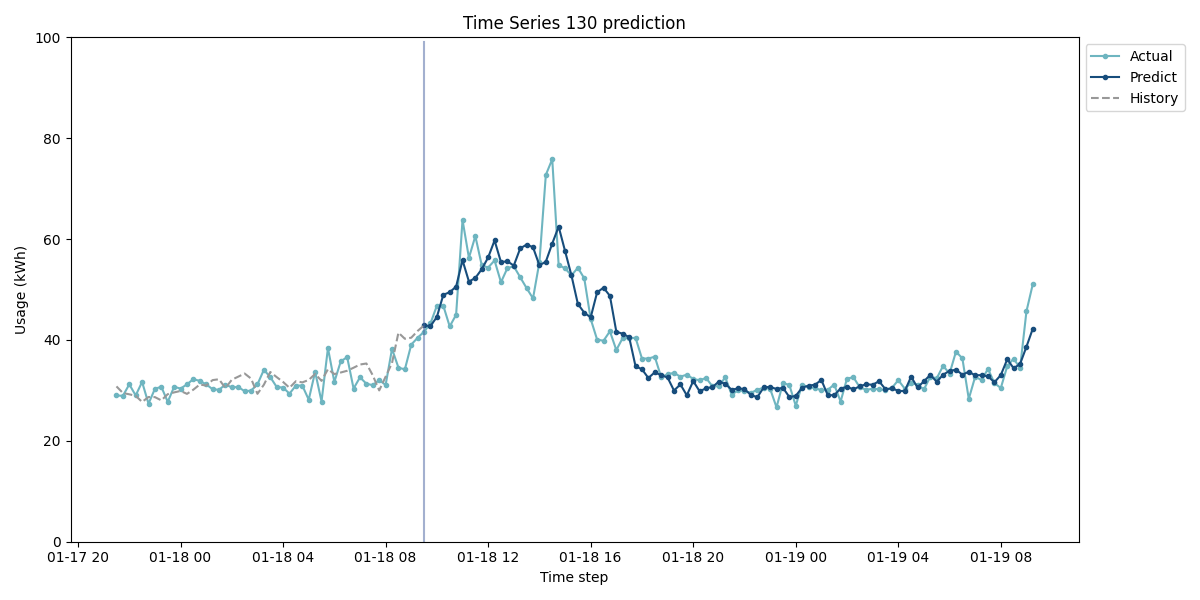 Time Series 130 prediction
100
80
60
40
20
0
Usage (kWh)
01-17 20
01-18 00
01-18 04
01-18 08
01-18 12
01-18 16
01-18 20
01-19 00
01-19 04
01-19 08
Time step
Actual
Predict
History